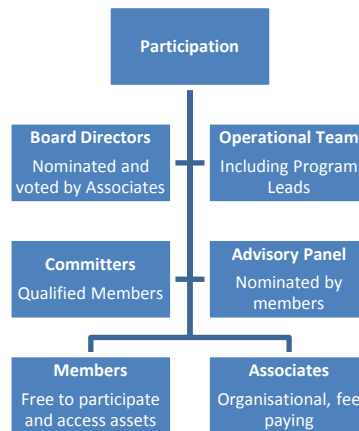 Participation
Board Directors
Nominated and
voted by Associates
Operational Team
Including Program
Leads
Committers
Qualified Members
Advisory Panel
Nominated by
members
Members
Free to participate
and access assets
Associates
Organisational, fee
paying